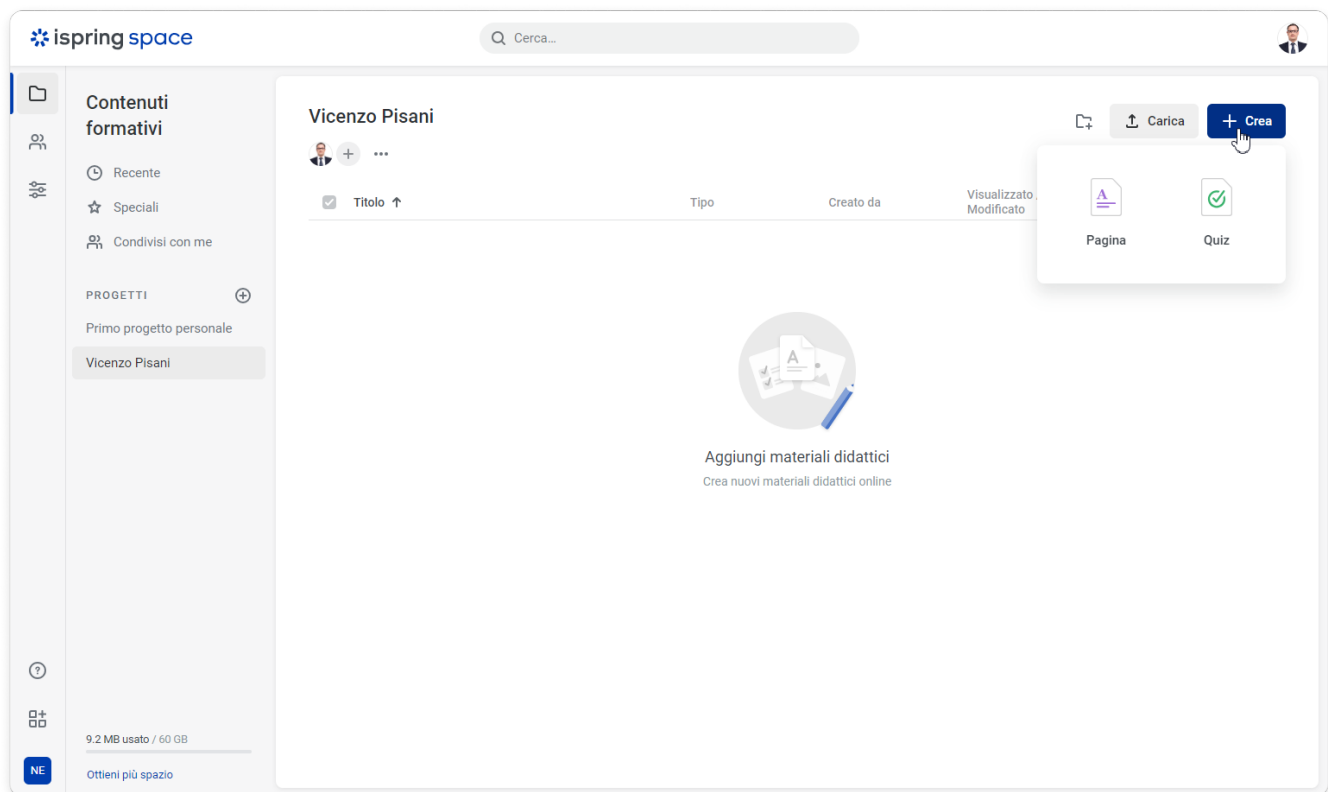 ispring space
Cerca...
Contenuti
formativi
Recente
Speciali
Condivisi con me
PROGETTI
Primo progetto personale
Vicenzo Pisani
9.2 MB usato / 60 GB
Ottieni più spazio
NE
Vicenzo Pisani
Carica
Crea
Titolo
Tipo
Creato da
Visualizzato /
Modificato
A
Pagina
Quiz
A
Aggiungi materiali didattici
Crea nuovi materiali didattici online